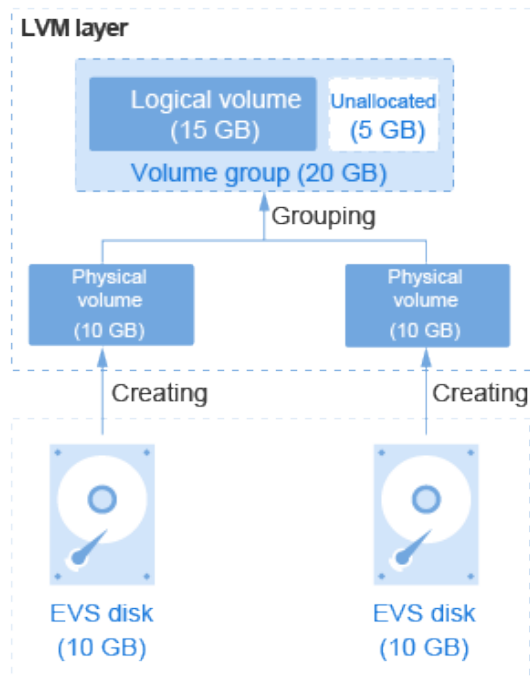 LVM layer
Logical volume
(15 GB)
Unallocated
(5 GB)
Volume group (20 GB)
Grouping
Physical
volume
(10 GB)
Physical
volume
(10 GB)
Creating
Creating
EVS disk
(10 GB)
EVS disk
(10 GB)